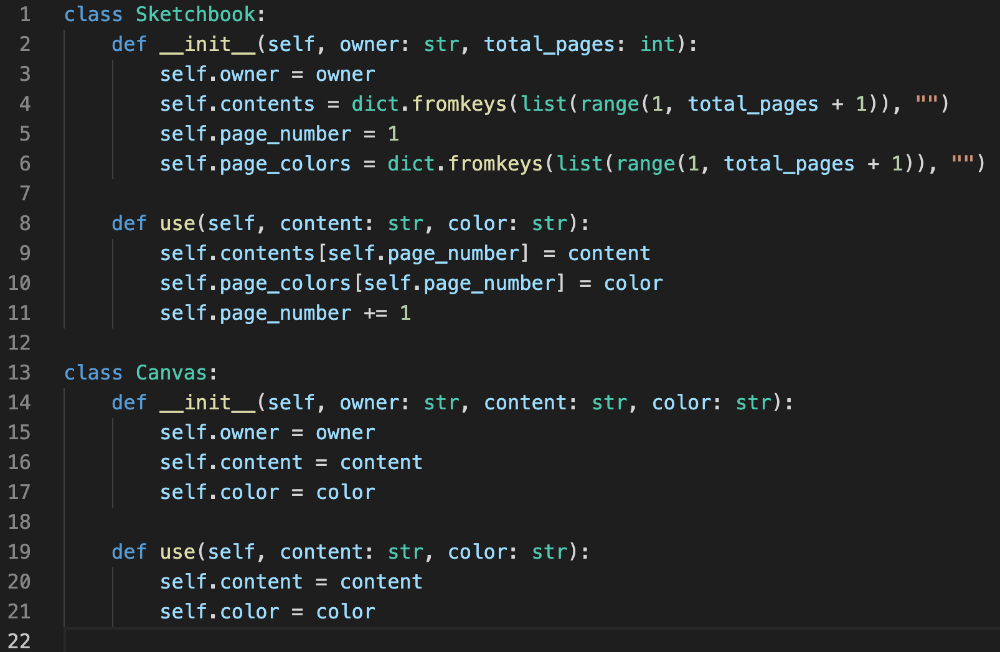 1 class Sketchbook:
2     def __init__(self, owner: str, total_pages: int):
3         self.owner = owner
4         self.contents = dict.fromkeys(list(range(1, total_pages + 1)), "")
5         self.page_number = 1
6         self.page_colors = dict.fromkeys(list(range(1, total_pages + 1)), "")
7
8     def use(self, content: str, color: str):
9         self.contents[self.page_number] = content
10         self.page_colors[self.page_number] = color
11         self.page_number += 1
12
13 class Canvas:
14     def __init__(self, owner: str, content: str, color: str):
15         self.owner = owner
16         self.content = content
17         self.color = color
18
19     def use(self, content: str, color: str):
20         self.content = content
21         self.color = color
22